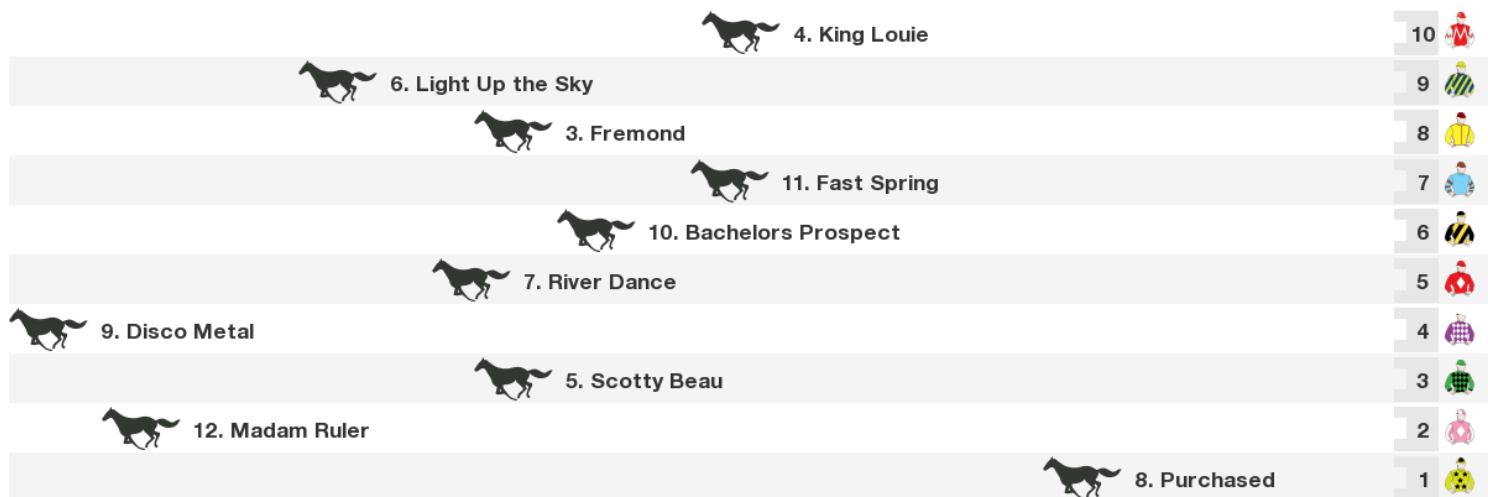 4. King Louie 10
6. Light Up the Sky 9
3. Fremond 8
11. Fast Spring 7
10. Bachelors Prospect 6
7. River Dance 5
9. Disco Metal 4
5. Scotty Beau 3
12. Madam Ruler 2
8. Purchased 1